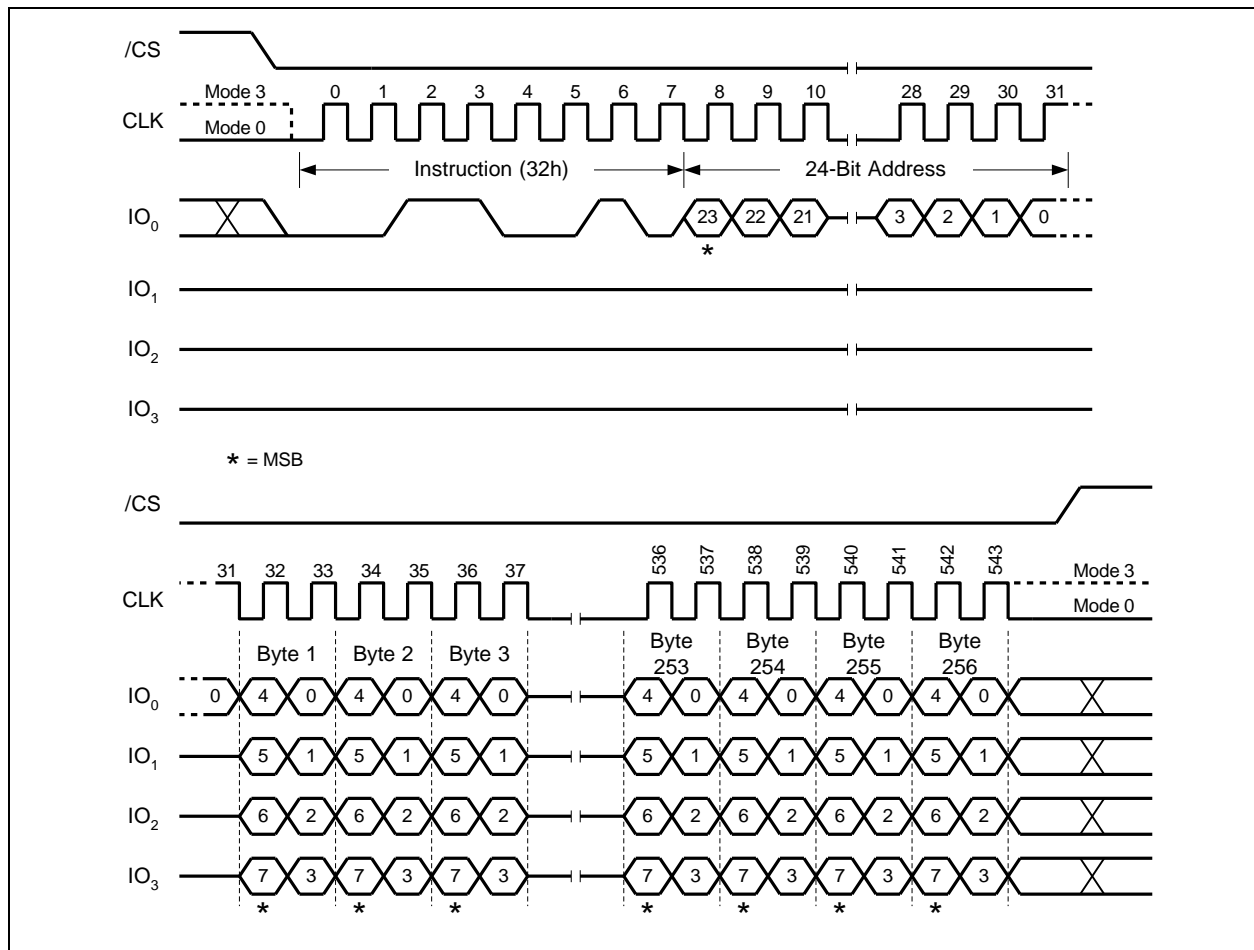 /CS
Mode 3 0 1 2 3 4 5 6 7 8 9 10 28 29 30 31
CLK
Mode 0
Instruction (32h) 24-Bit Address
IO0 23 22 21 3 2 1 0
*
IO1
IO2
IO3
* = MSB
/CS
31 32 33 34 35 36 37 536 537 538 539 540 541 542 543
Mode 3
CLK
Mode 0
Byte 1 Byte 2 Byte 3 Byte 253 Byte 254 Byte 255 Byte 256
IO0 0 4 0 4 0 4 0 4 0 4 0 4 0 4 0
IO1 5 1 5 1 5 1 5 1 5 1 5 1 5 1
IO2 6 2 6 2 6 2 6 2 6 2 6 2 6 2
IO3 7 3 7 3 7 3 7 3 7 3 7 3 7 3
* * * * * * *